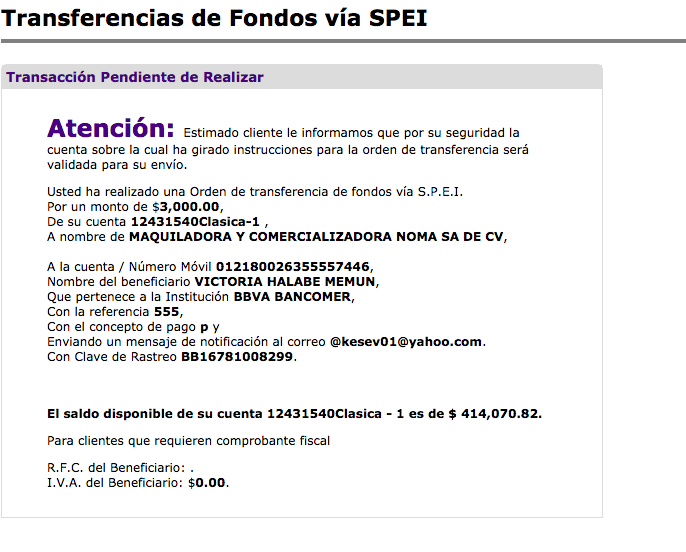 Transferencias de Fondos vía SPEI
Transacción Pendiente de Realizar
Atención: Estimado cliente le informamos que por su seguridad la
cuenta sobre la cual ha girado instrucciones para la orden de transferencia será
validada para su envío.
Usted ha realizado una Orden de transferencia de fondos vía S.P.E.I.
Por un monto de $3,000.00,
De su cuenta 12431540Clasica-1 ,
A nombre de MAQUILADORA Y COMERCIALIZADORA NOMA SA DE CV,
A la cuenta / Número Móvil 012180026355557446,
Nombre del beneficiario VICTORIA HALABE MEMUN,
Que pertenece a la Institución BBVA BANCOMER,
Con la referencia 555,
Con el concepto de pago p y
Enviando un mensaje de notificación al correo @kesev01@yahoo.com.
Con Clave de Rastreo BB16781008299.
El saldo disponible de su cuenta 12431540Clasica - 1 es de $ 414,070.82.
Para clientes que requieren comprobante fiscal
R.F.C. del Beneficiario: .
I.V.A. del Beneficiario: $0.00.